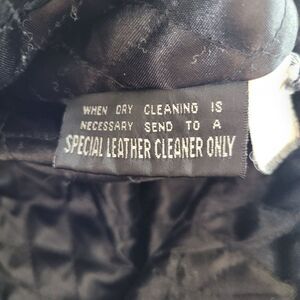 WHEN DRY CLEANING IS
NECESSARY SEND TO A
SPECIAL LEATHER CLEANER ONLY